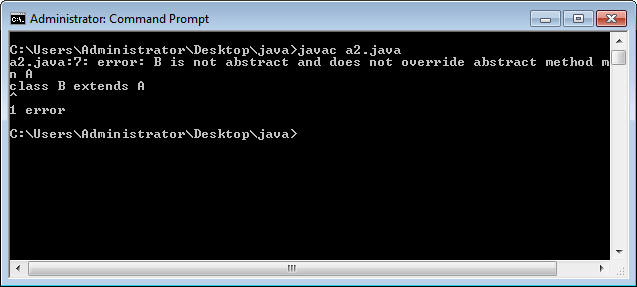 Administrator: Command Prompt
C:\Users\Administrator\Desktop\java>javac a2.java
a2.java:7: error: B is not abstract and does not override abstract method m
n A
class B extends A
^
1 error
C:\Users\Administrator\Desktop\java>